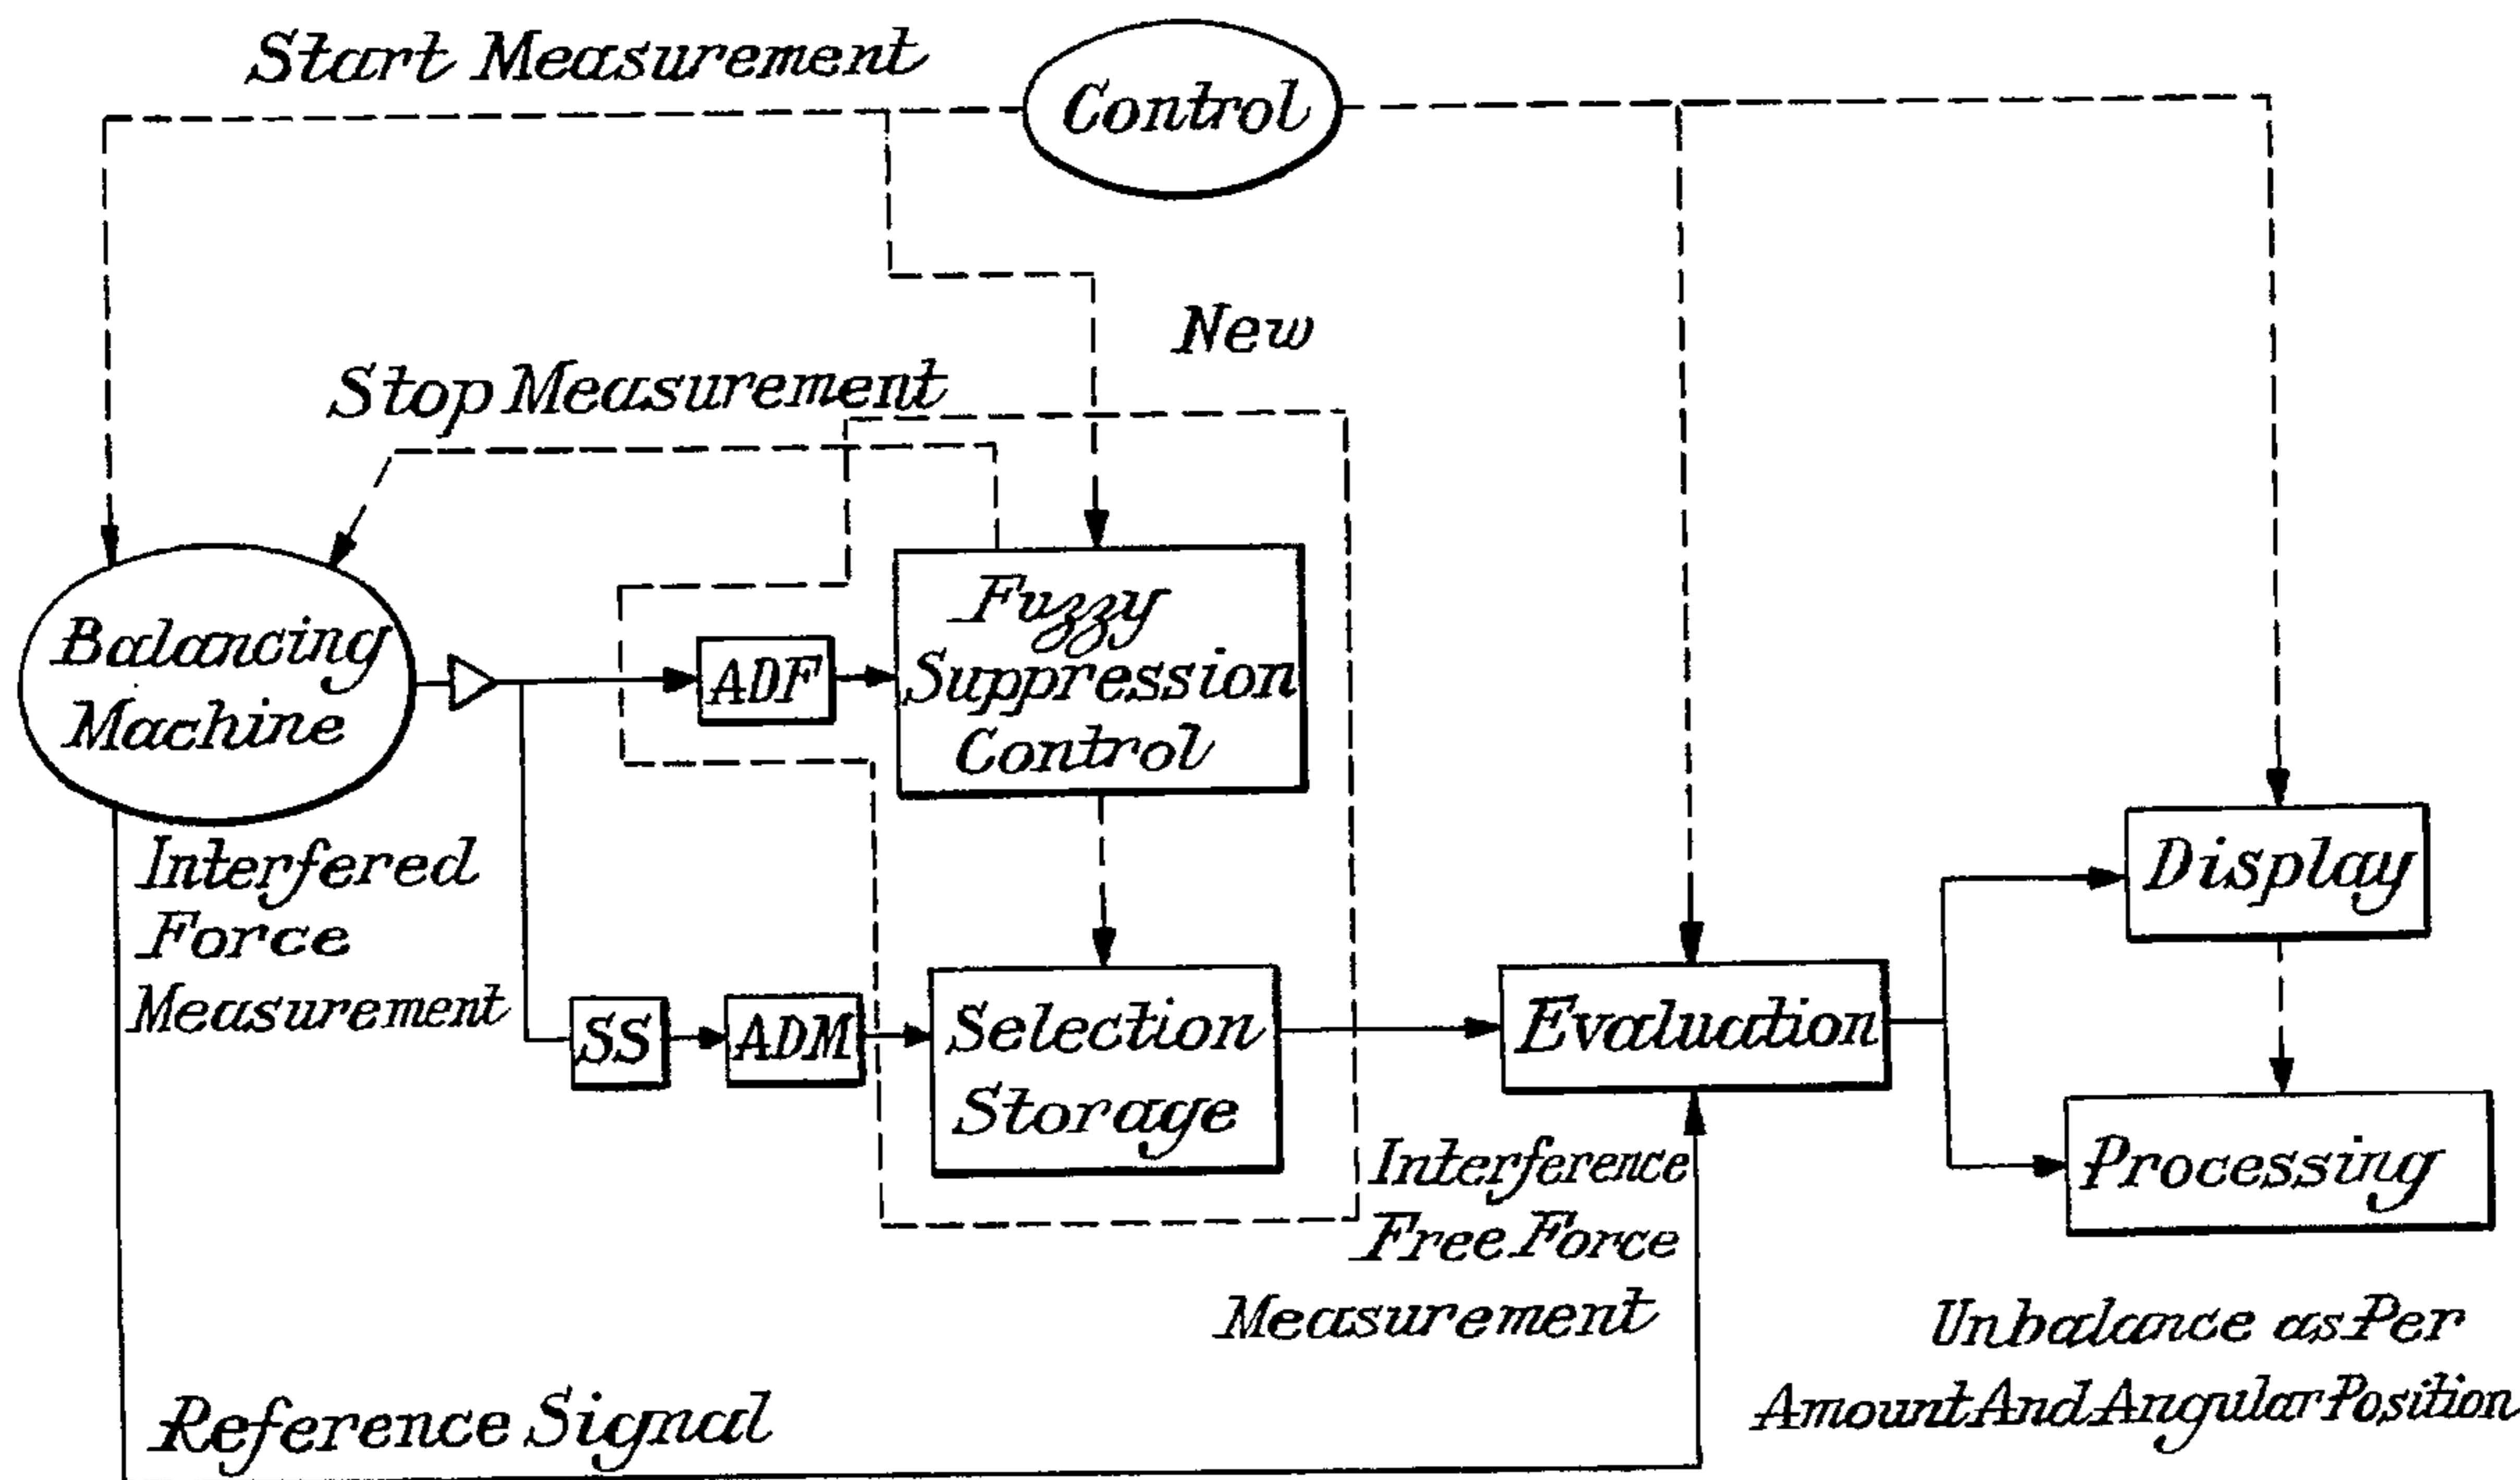 Start Measurement
Control
New
Stop Measurement
Balancing
Machine
ADF
Fuzzy
Suppression
Control
Interfered
Force
Measurement
SS
ADM
Selection
Storage
Evaluation
Display
Processing
Interference
Free Force
Measurement
Unbalance as Per
Amount And Angular Position
Reference Signal